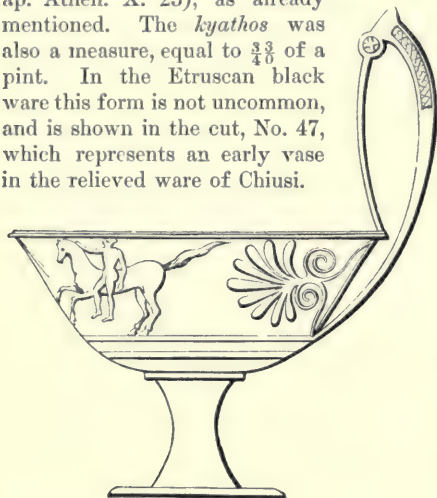 ap. Athen. X. 23), as already
mentioned. The kyathos was
also a measure, equal to 33/40 of a
pint. In the Etruscan black
ware this form is not uncommon,
and is shown in the cut, No. 47,
which represents an early vase
in the relieved ware of Chiusi.